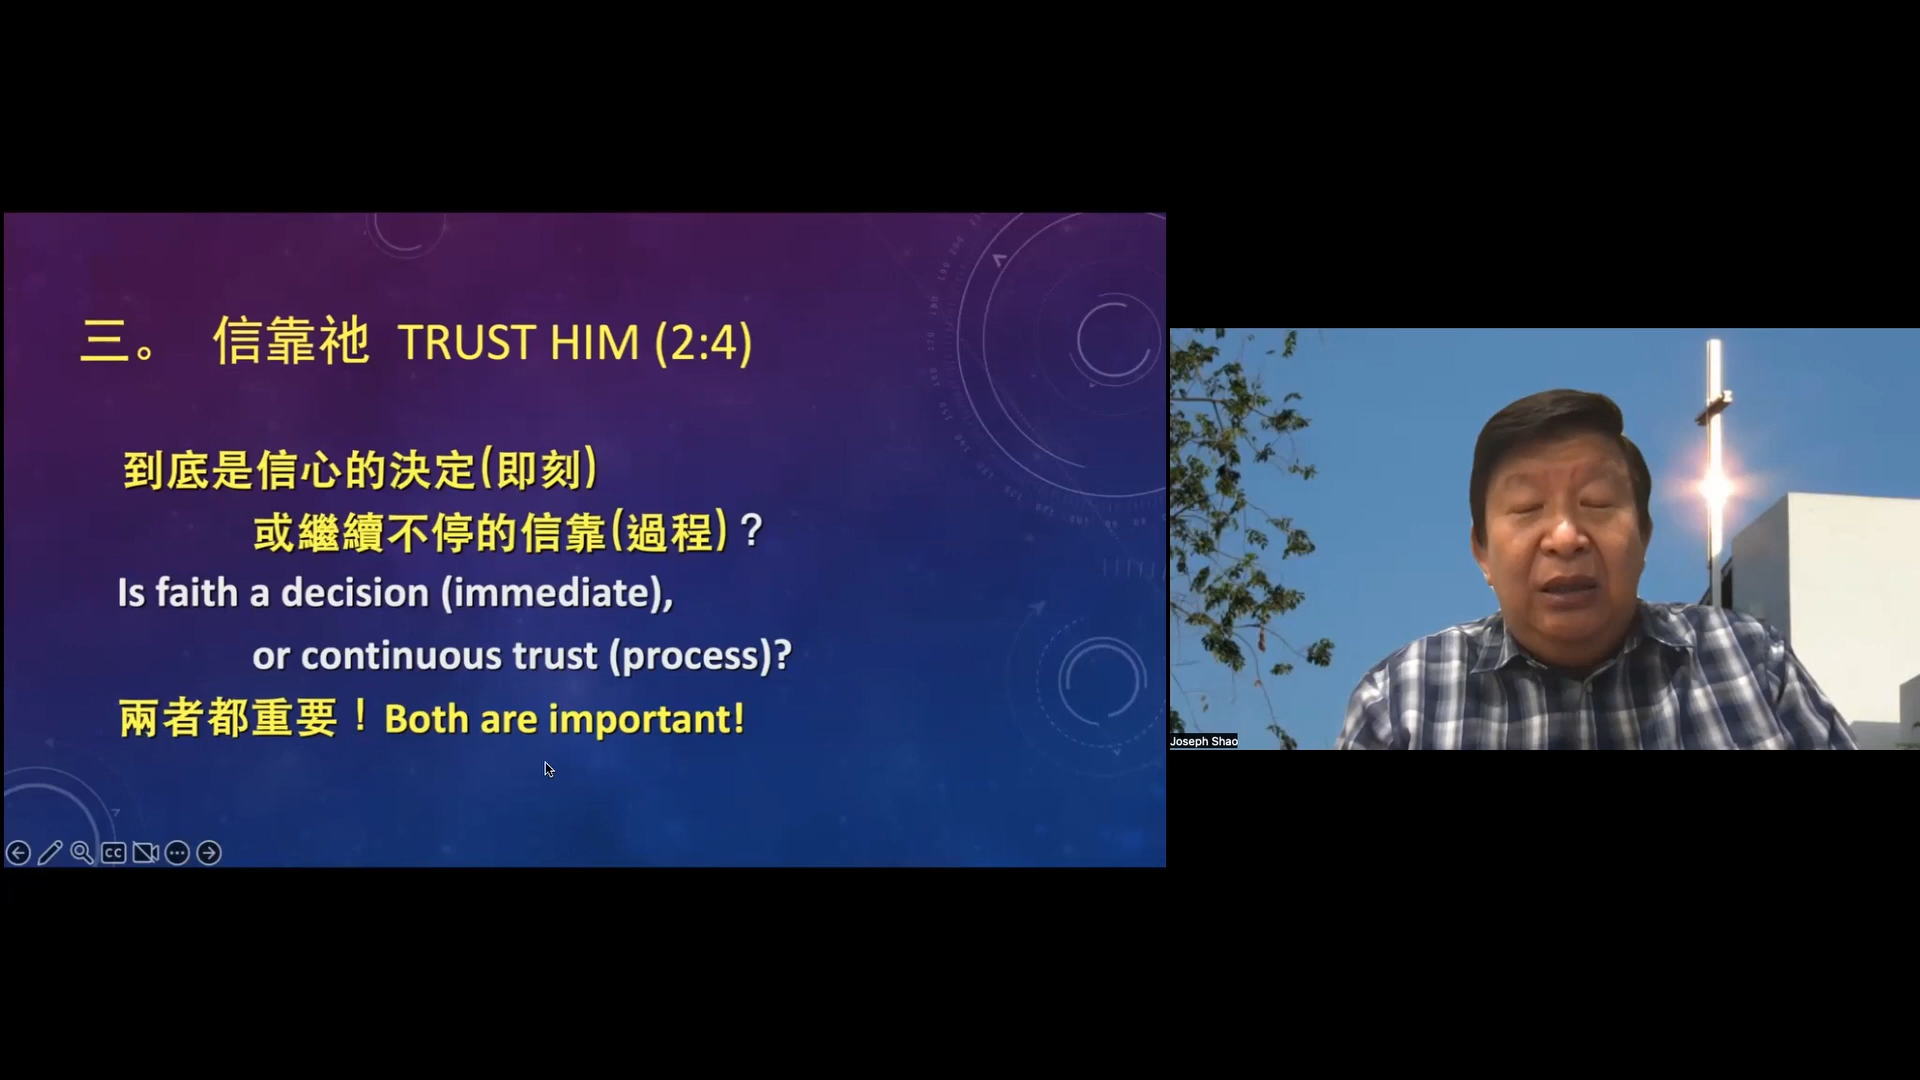 三。 信靠祂 TRUST HIM (2:4)
到底是信心的決定(即刻)
或繼續不停的信靠(過程)？
Is faith a decision (immediate),
or continuous trust (process)?
兩者都重要！Both are important!
CC
Joseph Shao